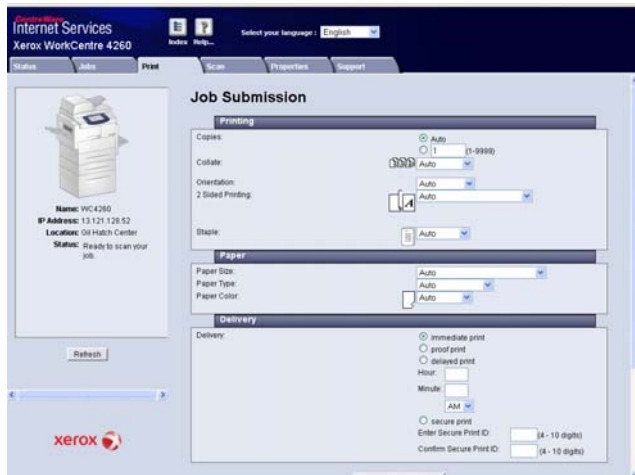 CentreWare
Internet Services
Xerox WorkCentre 4260
Index Help...
Select your language : English
Status Jobs Print Scan Properties Support
Name: WC4260
IP Address: 13.121.128.52
Location: Gil Hatch Center
Status: Ready to scan your
job.
Refresh
xerox
Job Submission
Printing
Copies: Auto
1 (1-9999)
Collate: Auto
Orientation: Auto
2 Sided Printing: Auto
Staple: Auto
Paper
Paper Size: Auto
Paper Type: Auto
Paper Color: Auto
Delivery
Delivery: immediate print
proof print
delayed print
Hour:
Minute:
AM
secure print
Enter Secure Print ID: (4 - 10 digits)
Confirm Secure Print ID: (4 - 10 digits)